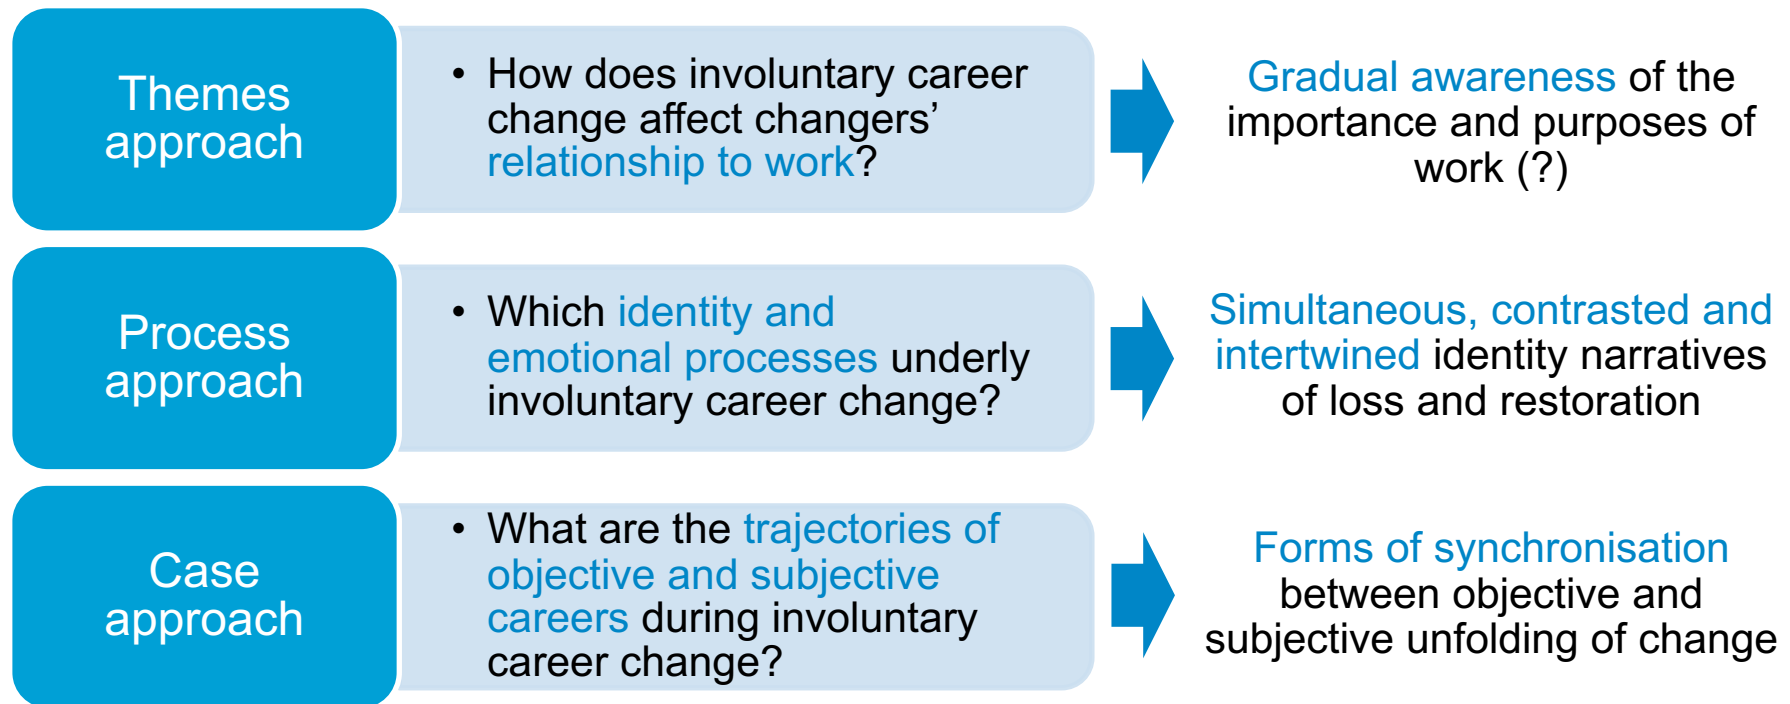 Themes
approach
• How does involuntary career
change affect changers’
relationship to work?
Gradual awareness of the
importance and purposes of
work (?)
Process
approach
• Which identity and
emotional processes underly
involuntary career change?
Simultaneous, contrasted and
intertwined identity narratives
of loss and restoration
Case
approach
• What are the trajectories of
objective and subjective
careers during involuntary
career change?
Forms of synchronisation
between objective and
subjective unfolding of change